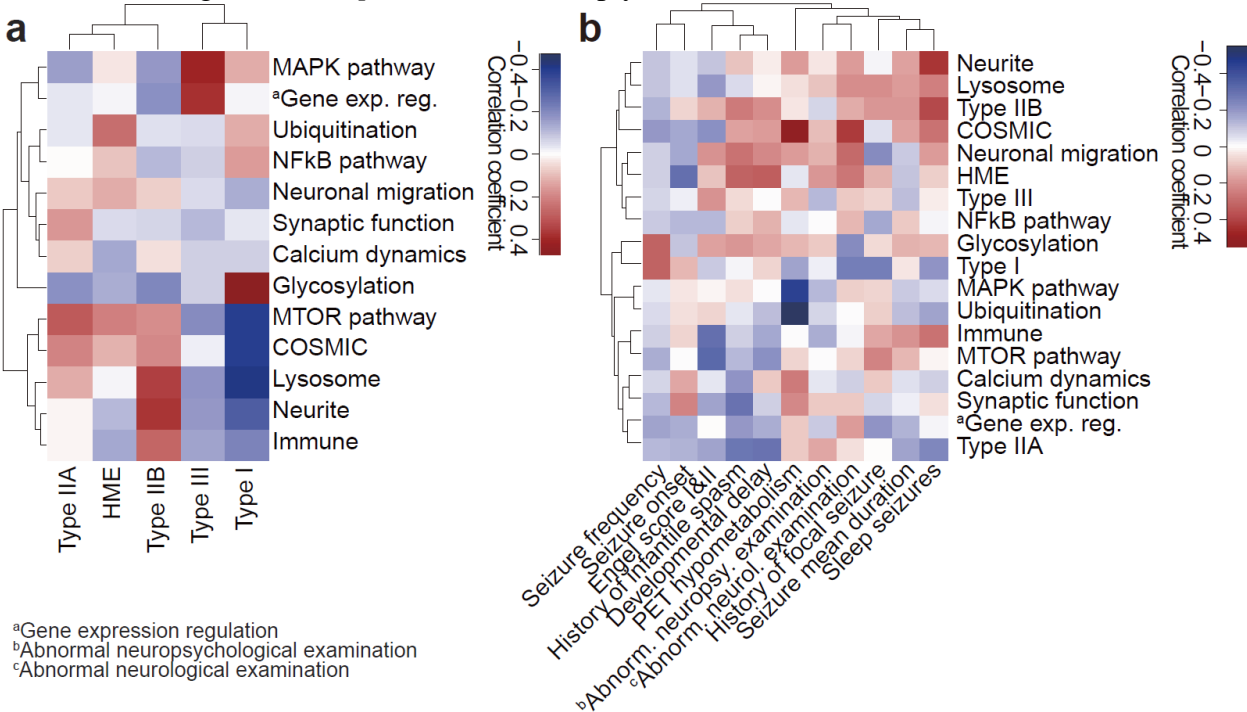 a
MAPK pathway
ᵃGene exp. reg.
Ubiquitination
NFkB pathway
Neuronal migration
Synaptic function
Calcium dynamics
Glycosylation
MTOR pathway
COSMIC
Lysosome
Neurite
Immune
Type IIA
HME
Type IIB
Type III
Type I
−0.4
−0.2
0
0.2
0.4
Correlation coefficient
b
Neurite
Lysosome
Type IIB
COSMIC
Neuronal migration
HME
Type III
NFkB pathway
Glycosylation
Type I
MAPK pathway
Ubiquitination
Immune
MTOR pathway
Calcium dynamics
Synaptic function
ᵃGene exp. reg.
Type IIA
Seizure frequency
Seizure onset
Engel score I&II
History of infantile spasm
Developmental delay
PET hypometabolism
ᵇAbnorm. neuropsy. examination
ᶜAbnorm. neurol. examination
History of focal seizure
Seizure mean duration
Sleep seizures
−0.4
−0.2
0
0.2
0.4
Correlation coefficient
ᵃGene expression regulation
ᵇAbnormal neuropsychological examination
ᶜAbnormal neurological examination